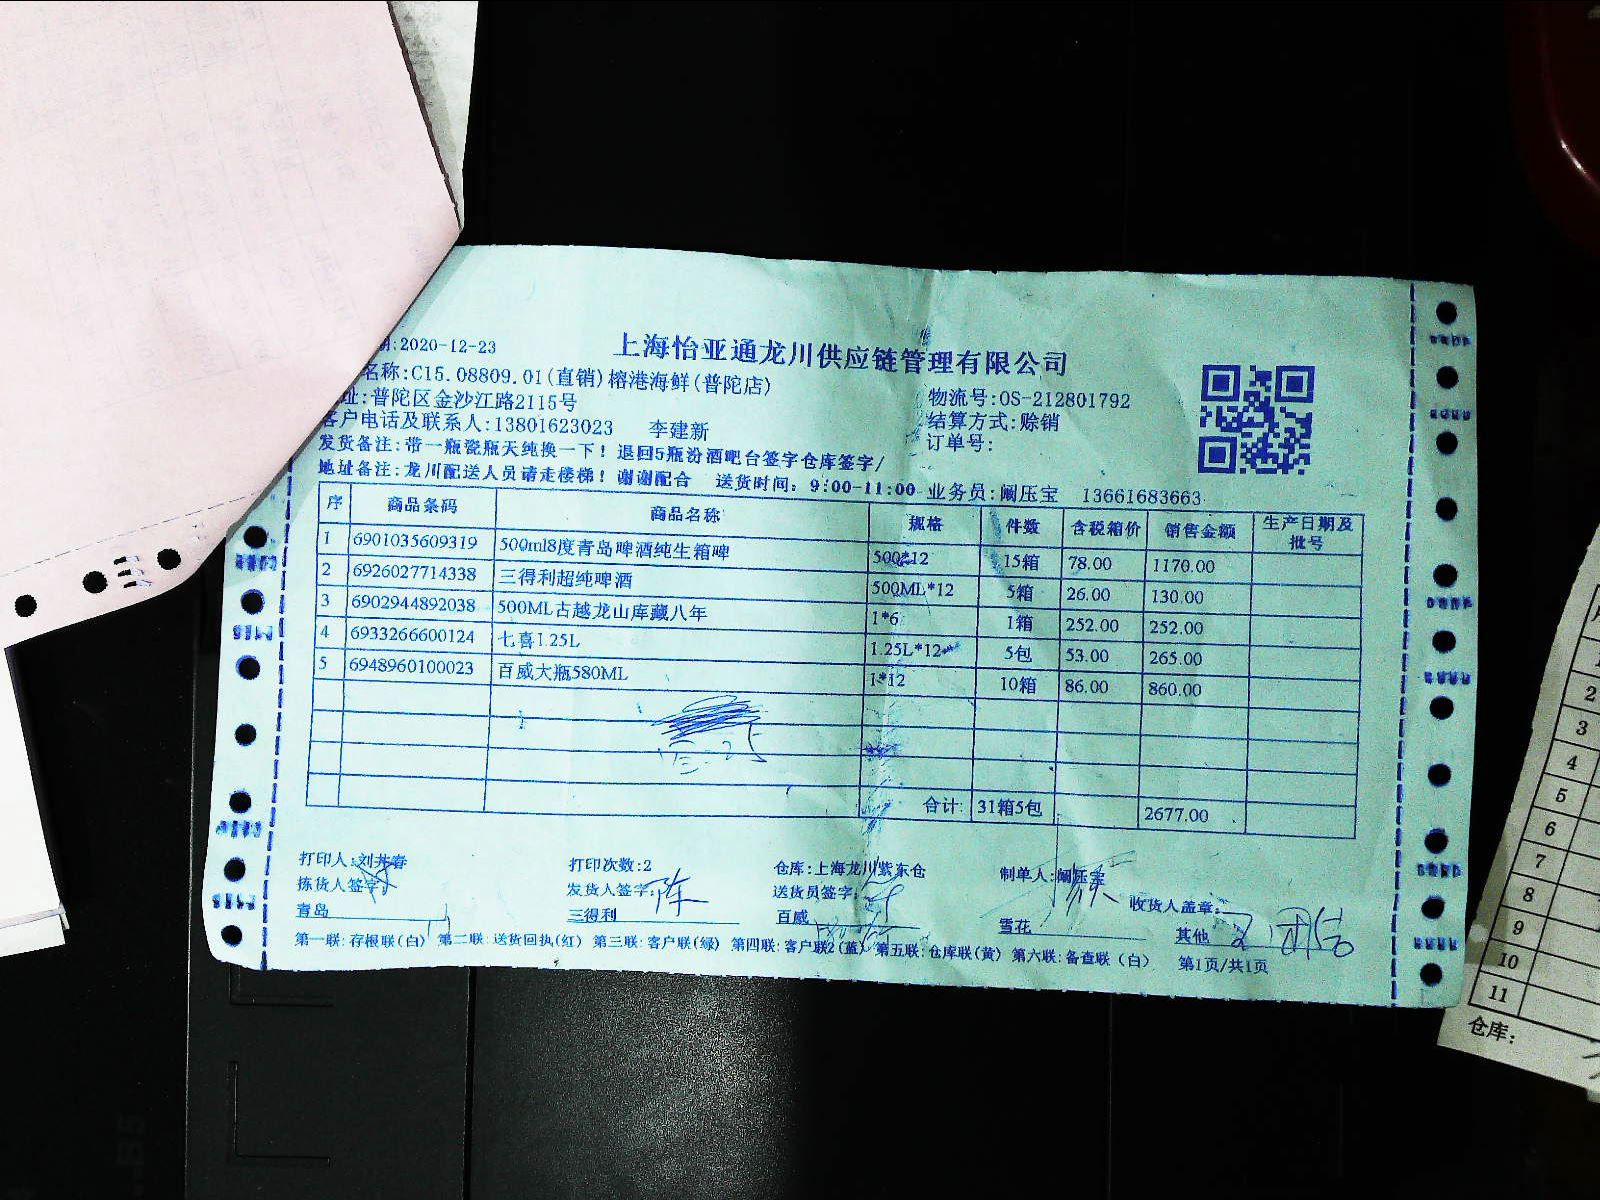 上海怡亚通龙川供应链管理有限公司
期:2020-12-23
名称:C15.08809.01(直销)榕港海鲜(普陀店)
址:普陀区金沙江路2115号
物流号:OS-212801792
客户电话及联系人:13801623023 李建新
结算方式:赊销
订单号:
发货备注:带一瓶瓷瓶天纯换一下！退回5瓶汾酒吧台签字仓库签字/
地址备注:龙川配送人员请走楼梯！谢谢配合 送货时间: 9:00-11:00 业务员:阚压宝 13661683663
序 商品条码 商品名称 规格 件数 含税箱价 销售金额 生产日期及批号
1 6901035609319 500ml8度青岛啤酒纯生箱啤 500*12 15箱 78.00 1170.00
2 6926027714338 三得利超纯啤酒 500ML*12 5箱 26.00 130.00
3 6902944892038 500ML古越龙山库藏八年 1*6 1箱 252.00 252.00
4 6933266600124 七喜1.25L 1.25L*12 5包 53.00 265.00
5 6948960100023 百威大瓶580ML 1*12 10箱 86.00 860.00
合计: 31箱5包 2677.00
打印人:刘共春 打印次数:2 仓库:上海龙川紫东仓 制单人:阚压宝
拣货人签字: 发货人签字: 送货员签字: 收货人盖章:
青岛 三得利 百威 雪花 其他
第一联:存根联(白) 第二联:送货回执(红) 第三联:客户联(绿) 第四联:客户联2(蓝) 第五联:仓库联(黄) 第六联:备查联(白) 第1页/共1页
1
2
3
4
5
6
7
8
9
10
11
仓库: